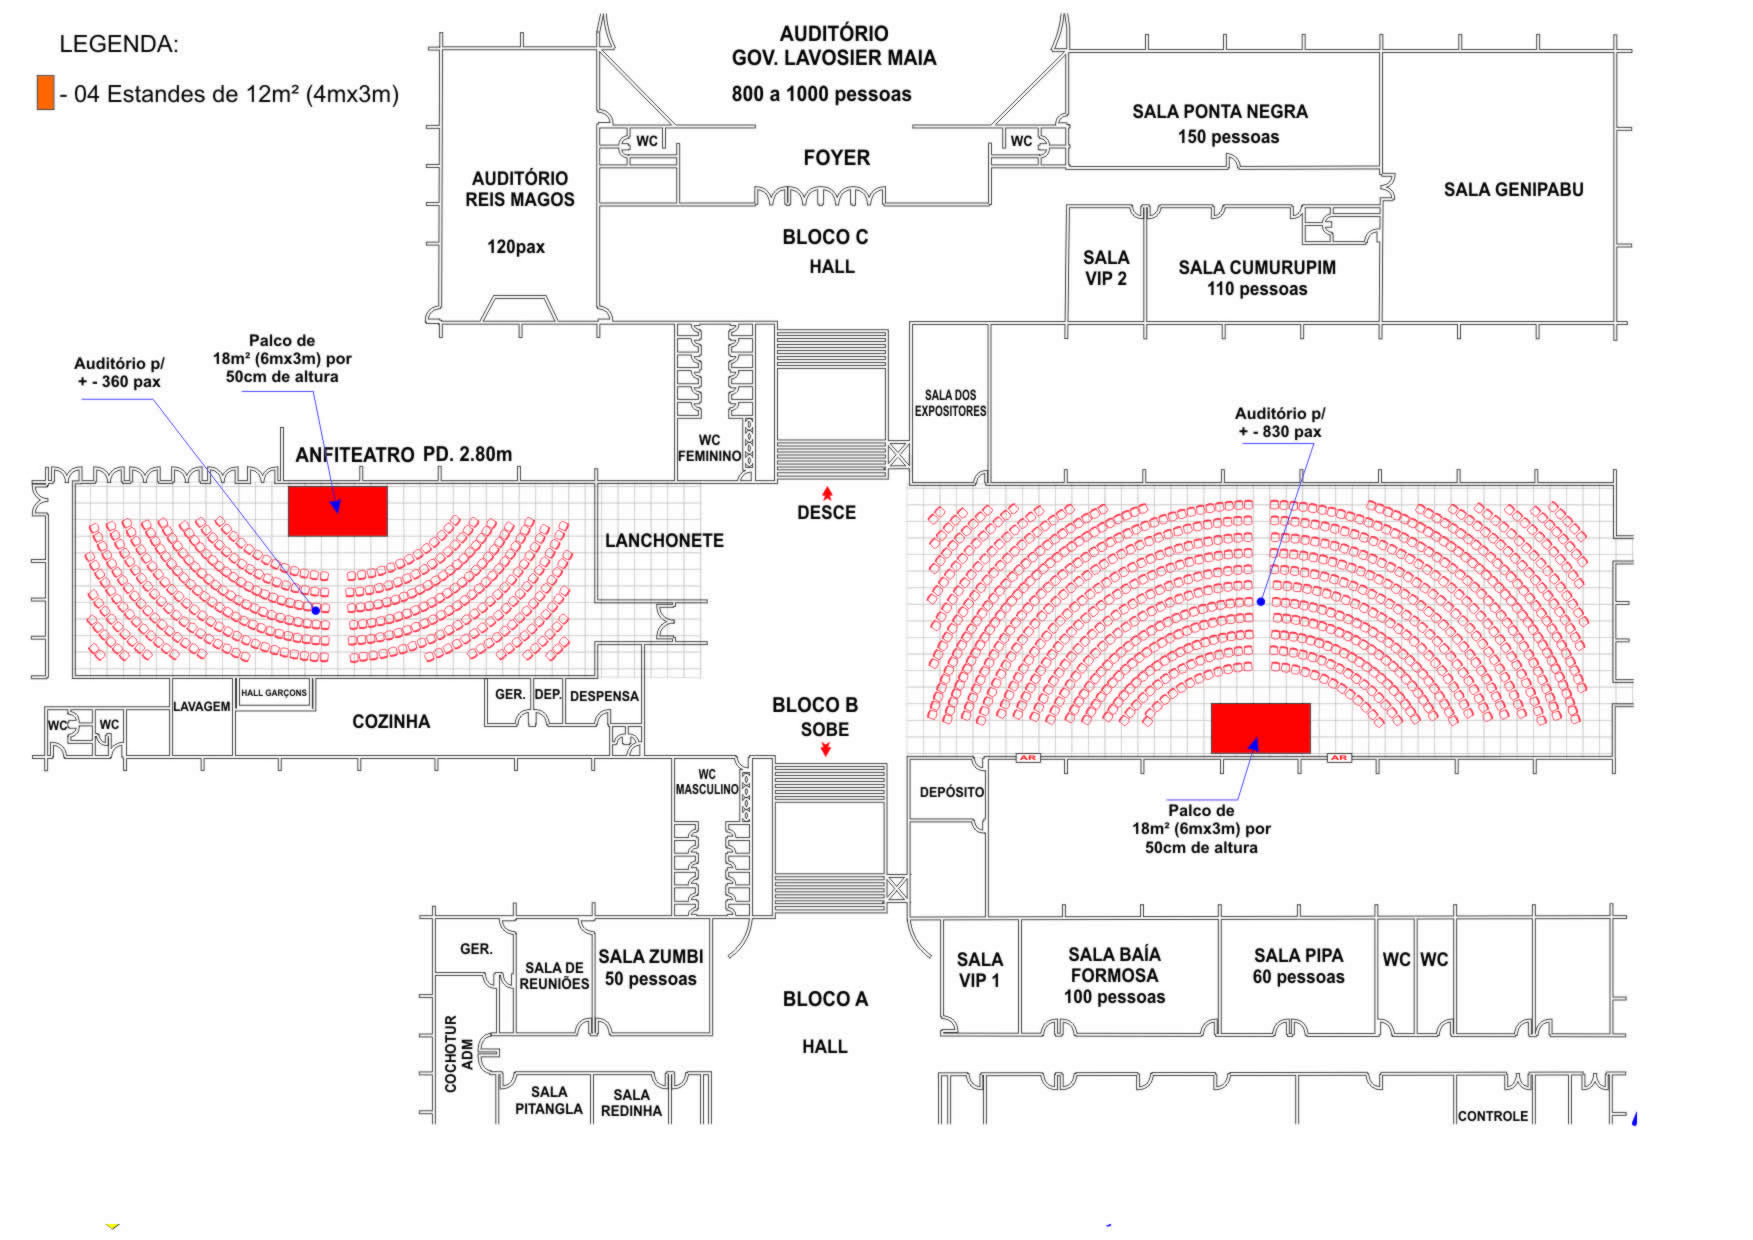 LEGENDA:
- 04 Estandes de 12m² (4mx3m)
AUDITÓRIO
GOV. LAVOSIER MAIA
800 a 1000 pessoas
FOYER
WC
WC
SALA PONTA NEGRA
150 pessoas
SALA GENIPABU
AUDITÓRIO
REIS MAGOS
120pax
BLOCO C
HALL
SALA
VIP 2
SALA CUMURUPIM
110 pessoas
Palco de
18m² (6mx3m) por
50cm de altura
Auditório p/
+ - 360 pax
SALA DOS
EXPOSITORES
Auditório p/
+ - 830 pax
WC
FEMININO
ANFITEATRO PD. 2.80m
DESCE
LANCHONETE
BLOCO B
SOBE
LAVAGEM
HALL GARÇONS
COZINHA
GER.
DEP.
DESPENSA
WC
WC
AR
AR
WC
MASCULINO
DEPÓSITO
Palco de
18m² (6mx3m) por
50cm de altura
GER.
SALA DE
REUNIÕES
SALA ZUMBI
50 pessoas
BLOCO A
HALL
SALA
VIP 1
SALA BAÍA
FORMOSA
100 pessoas
SALA PIPA
60 pessoas
WC
WC
COCHOTUR
ADM
SALA
PITANGLA
SALA
REDINHA
CONTROLE